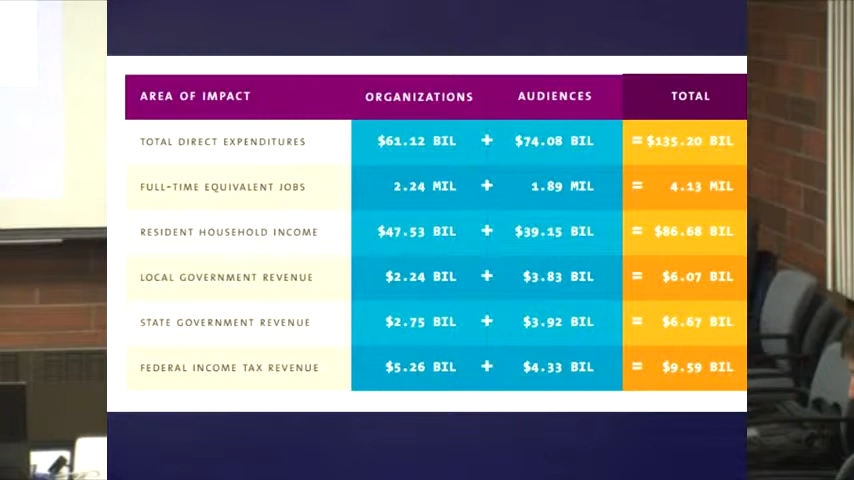 AREA OF IMPACT ORGANIZATIONS AUDIENCES TOTAL
TOTAL DIRECT EXPENDITURES $61.12 BIL + $74.08 BIL = $135.20 BIL
FULL-TIME EQUIVALENT JOBS 2.24 MIL + 1.89 MIL = 4.13 MIL
RESIDENT HOUSEHOLD INCOME $47.53 BIL + $39.15 BIL = $86.68 BIL
LOCAL GOVERNMENT REVENUE $2.24 BIL + $3.83 BIL = $6.07 BIL
STATE GOVERNMENT REVENUE $2.75 BIL + $3.92 BIL = $6.67 BIL
FEDERAL INCOME TAX REVENUE $5.26 BIL + $4.33 BIL = $9.59 BIL